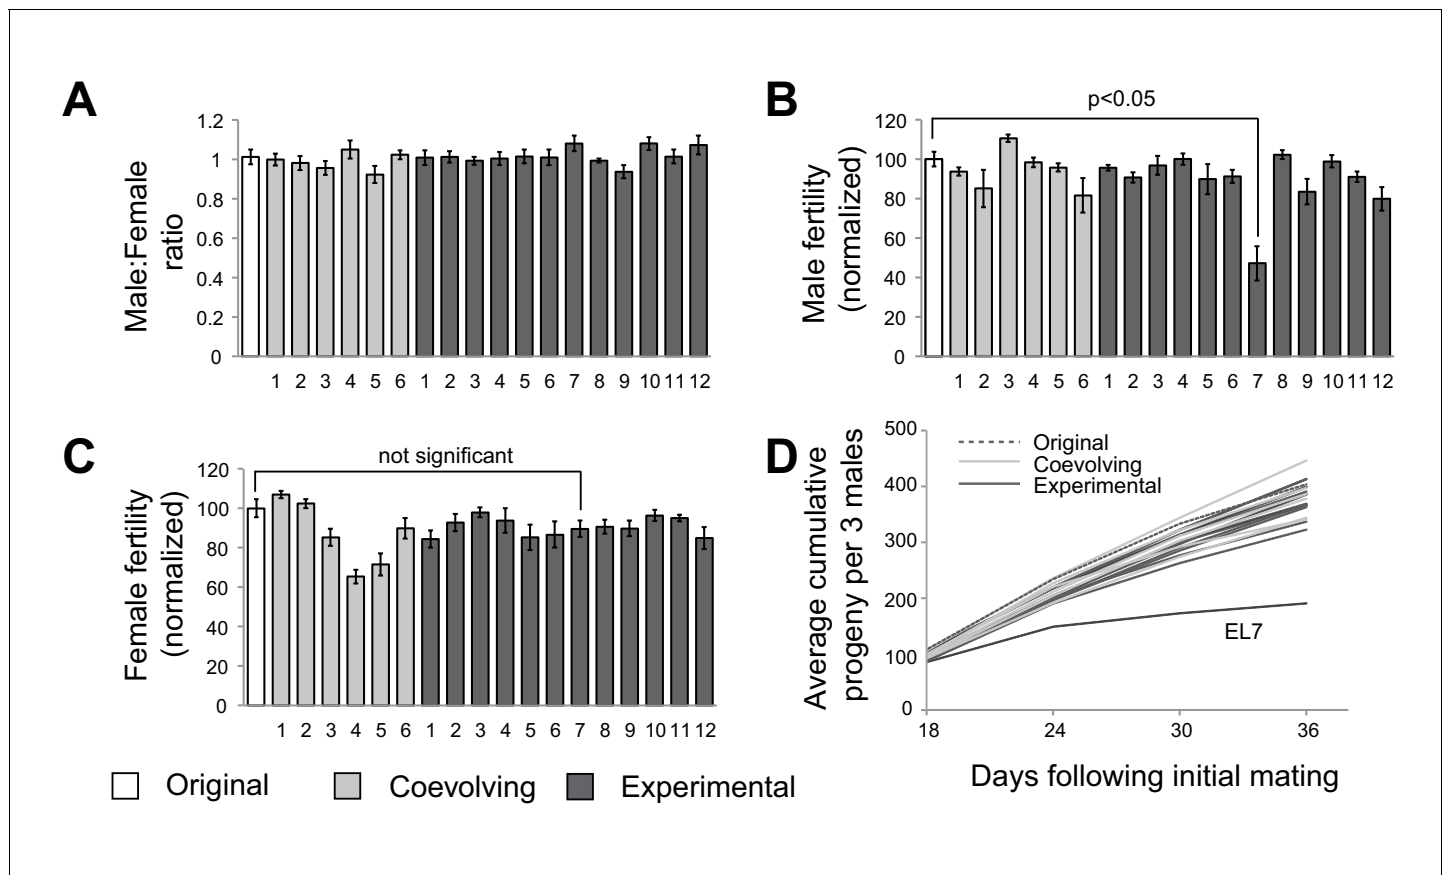 A
1.2
1
0.8
0.6
0.4
0.2
0
Male:Female
ratio
1 2 3 4 5 6 1 2 3 4 5 6 7 8 9 10 11 12
B
p<0.05
120
100
80
60
40
20
0
Male fertility
(normalized)
1 2 3 4 5 6 1 2 3 4 5 6 7 8 9 10 11 12
C
not significant
120
100
80
60
40
20
0
Female fertility
(normalized)
1 2 3 4 5 6 1 2 3 4 5 6 7 8 9 10 11 12
D
500
400
300
200
100
0
Average cumulative
progeny per 3 males
Original
Coevolving
Experimental
EL7
18 24 30 36
Days following initial mating
Original Coevolving Experimental